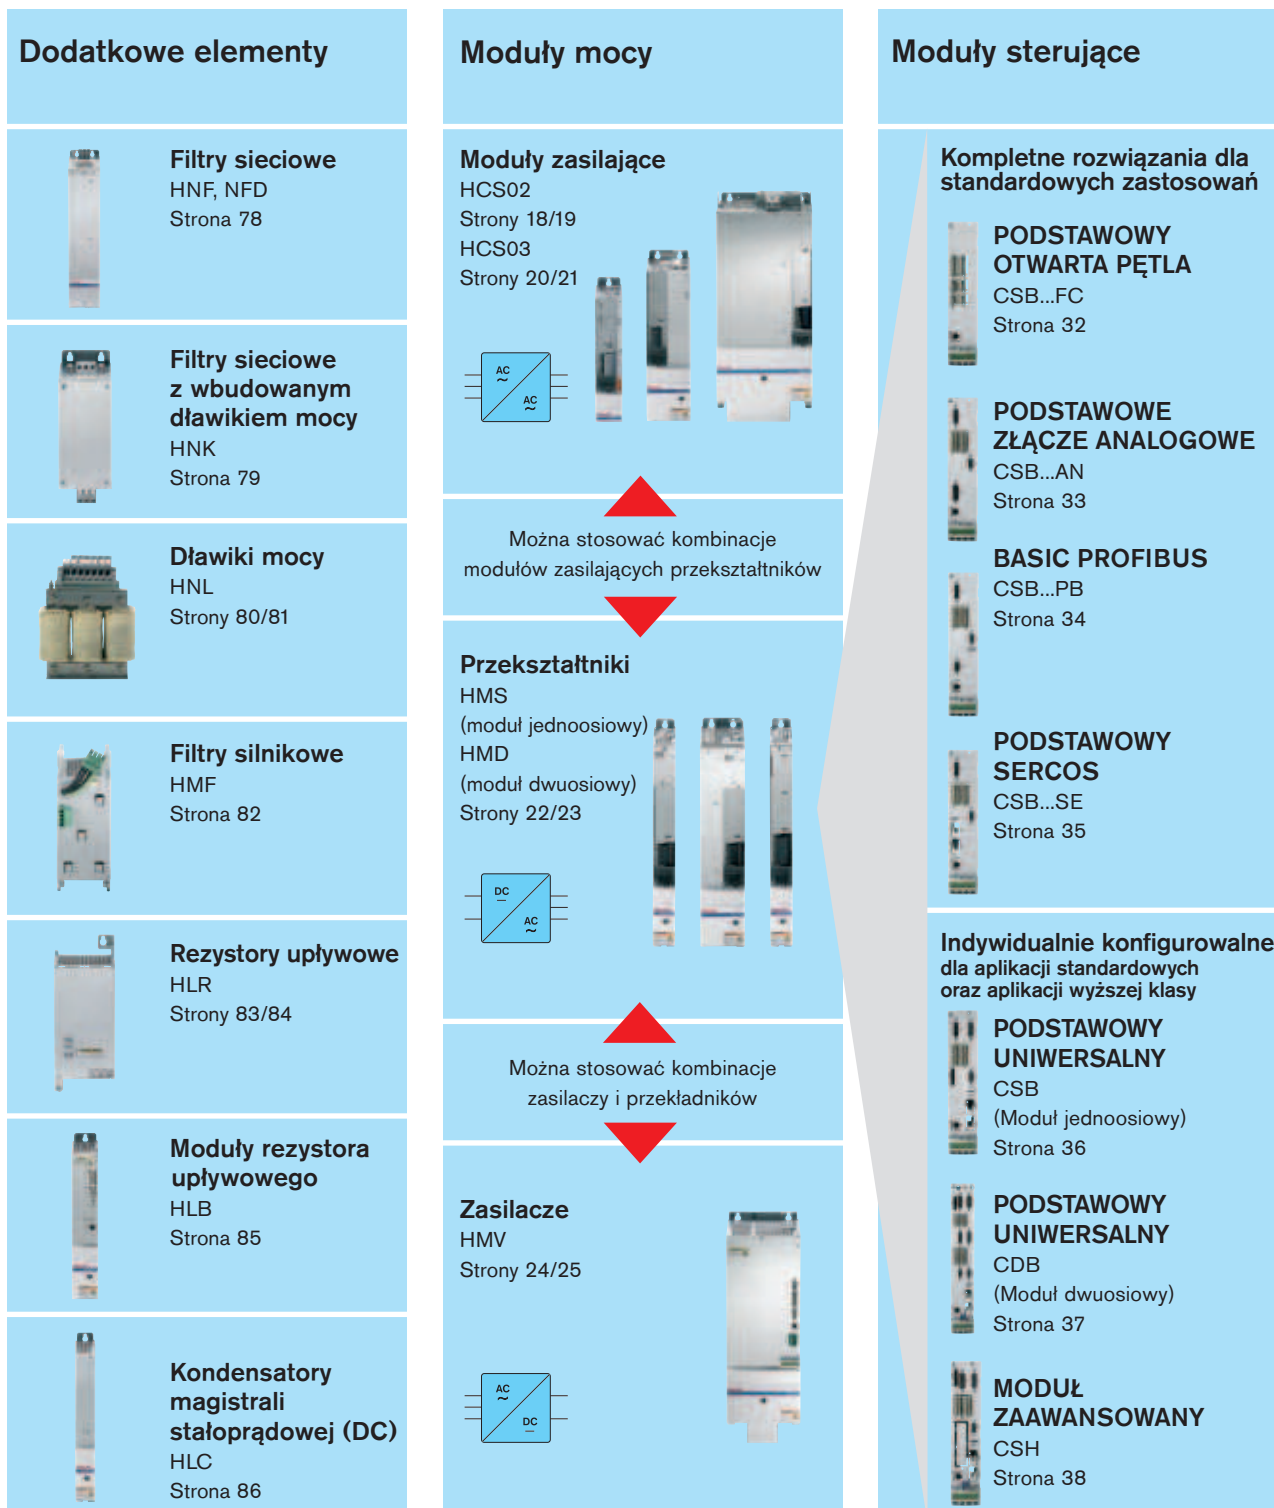 Dodatkowe elementy
Filtry sieciowe
HNF, NFD
Strona 78
Filtry sieciowe
z wbudowanym
dławikiem mocy
HNK
Strona 79
Dławiki mocy
HNL
Strony 80/81
Filtry silnikowe
HMF
Strona 82
Rezystory upływowe
HLR
Strony 83/84
Moduły rezystora
upływowego
HLB
Strona 85
Kondensatory
magistrali
stałoprądowej (DC)
HLC
Strona 86
Moduły mocy
Moduły zasilające
HCS02
Strony 18/19
HCS03
Strony 20/21
AC
~
AC
~
Można stosować kombinacje
modułów zasilających przekształtników
Przekształtniki
HMS
(moduł jednoosiowy)
HMD
(moduł dwuosiowy)
Strony 22/23
DC
AC
~
Można stosować kombinacje
zasilaczy i przekładników
Zasilacze
HMV
Strony 24/25
AC
~
DC
Moduły sterujące
Kompletne rozwiązania dla
standardowych zastosowań
PODSTAWOWY
OTWARTA PĘTLA
CSB...FC
Strona 32
PODSTAWOWE
ZŁĄCZE ANALOGOWE
CSB...AN
Strona 33
BASIC PROFIBUS
CSB...PB
Strona 34
PODSTAWOWY
SERCOS
CSB...SE
Strona 35
Indywidualnie konfigurowalne
dla aplikacji standardowych
oraz aplikacji wyższej klasy
PODSTAWOWY
UNIWERSALNY
CSB
(Moduł jednoosiowy)
Strona 36
PODSTAWOWY
UNIWERSALNY
CDB
(Moduł dwuosiowy)
Strona 37
MODUŁ
ZAAWANSOWANY
CSH
Strona 38